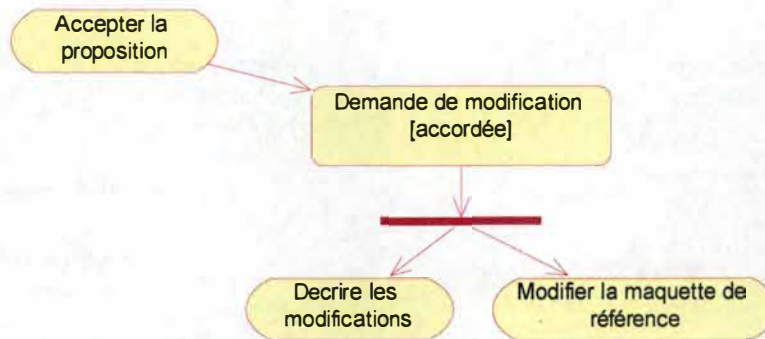 Accepter la
proposition
Demande de modification
[accordée]
Decrire les
modifications
Modifier la maquette de
référence